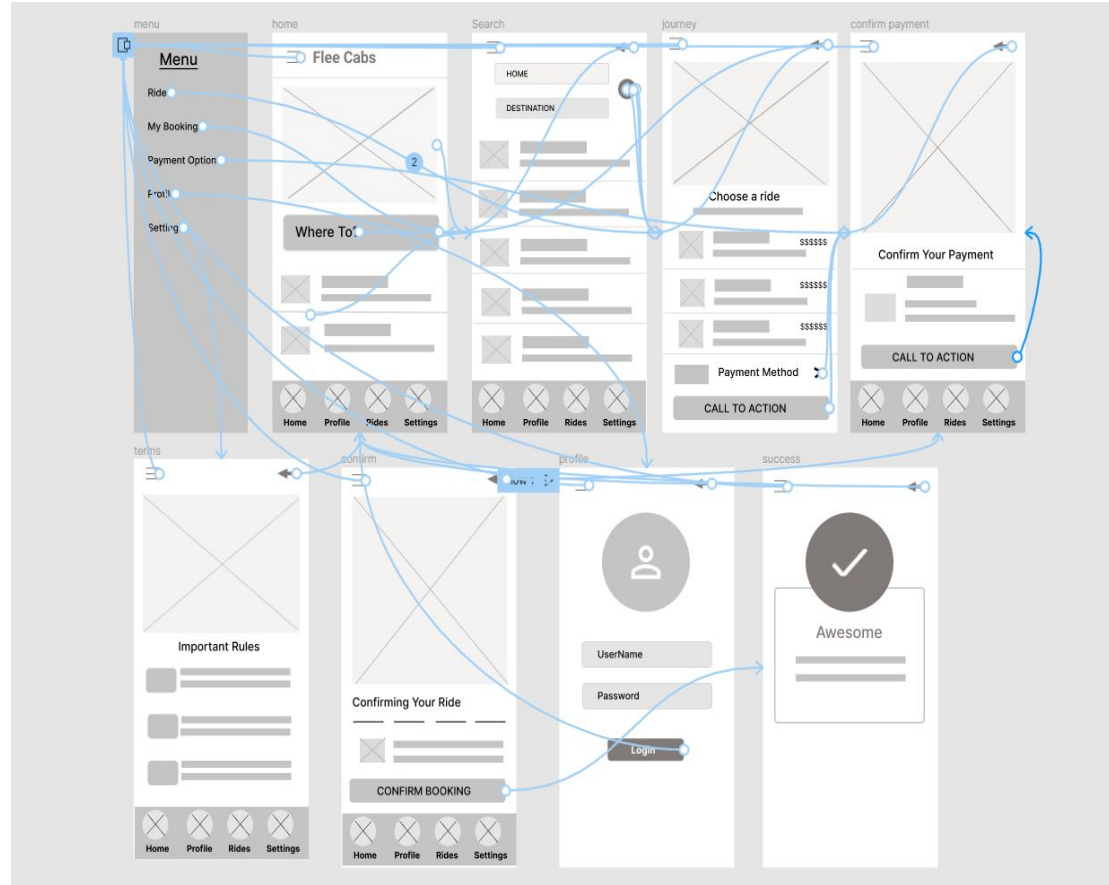 menu
Menu
Ride
My Booking
Payment Option
Profil
Setting
home
Flee Cabs
2
Where To?
Home Profile Rides Settings
Search
HOME
DESTINATION
Home Profile Rides Settings
journey
Choose a ride
$$$$$$
$$$$$$
$$$$$$
Payment Method
CALL TO ACTION
confirm payment
Confirm Your Payment
CALL TO ACTION
Home Profile Rides Settings
terms
Important Rules
Home Profile Rides Settings
confirm
Confirming Your Ride
CONFIRM BOOKING
Home Profile Rides Settings
profile
UserName
Password
Login
success
Awesome